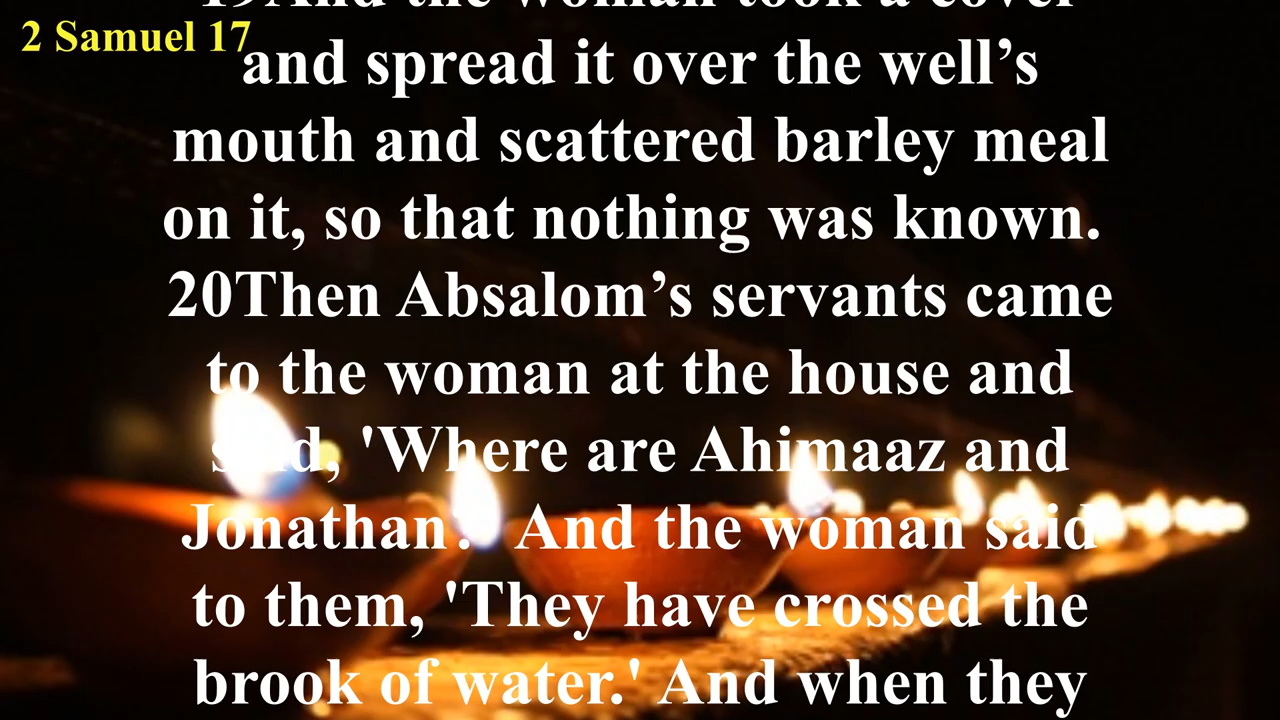 19And the woman took a cover
2 Samuel 17
and spread it over the well’s
mouth and scattered barley meal
on it, so that nothing was known.
20Then Absalom’s servants came
to the woman at the house and
said, 'Where are Ahimaaz and
Jonathan?' And the woman said
to them, 'They have crossed the
brook of water.' And when they